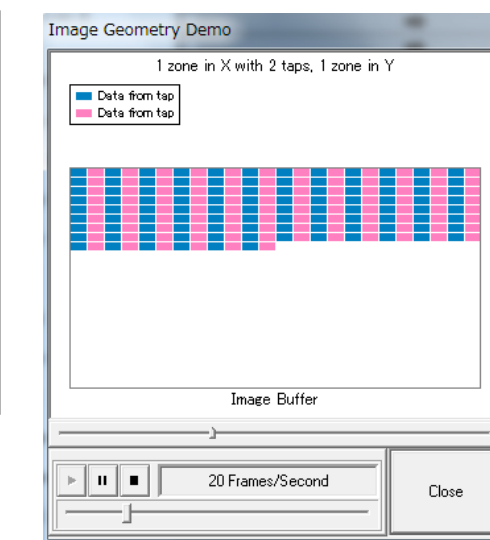 Image Geometry Demo
1 zone in X with 2 taps, 1 zone in Y
Data from tap
Data from tap
Image Buffer
20 Frames/Second
Close